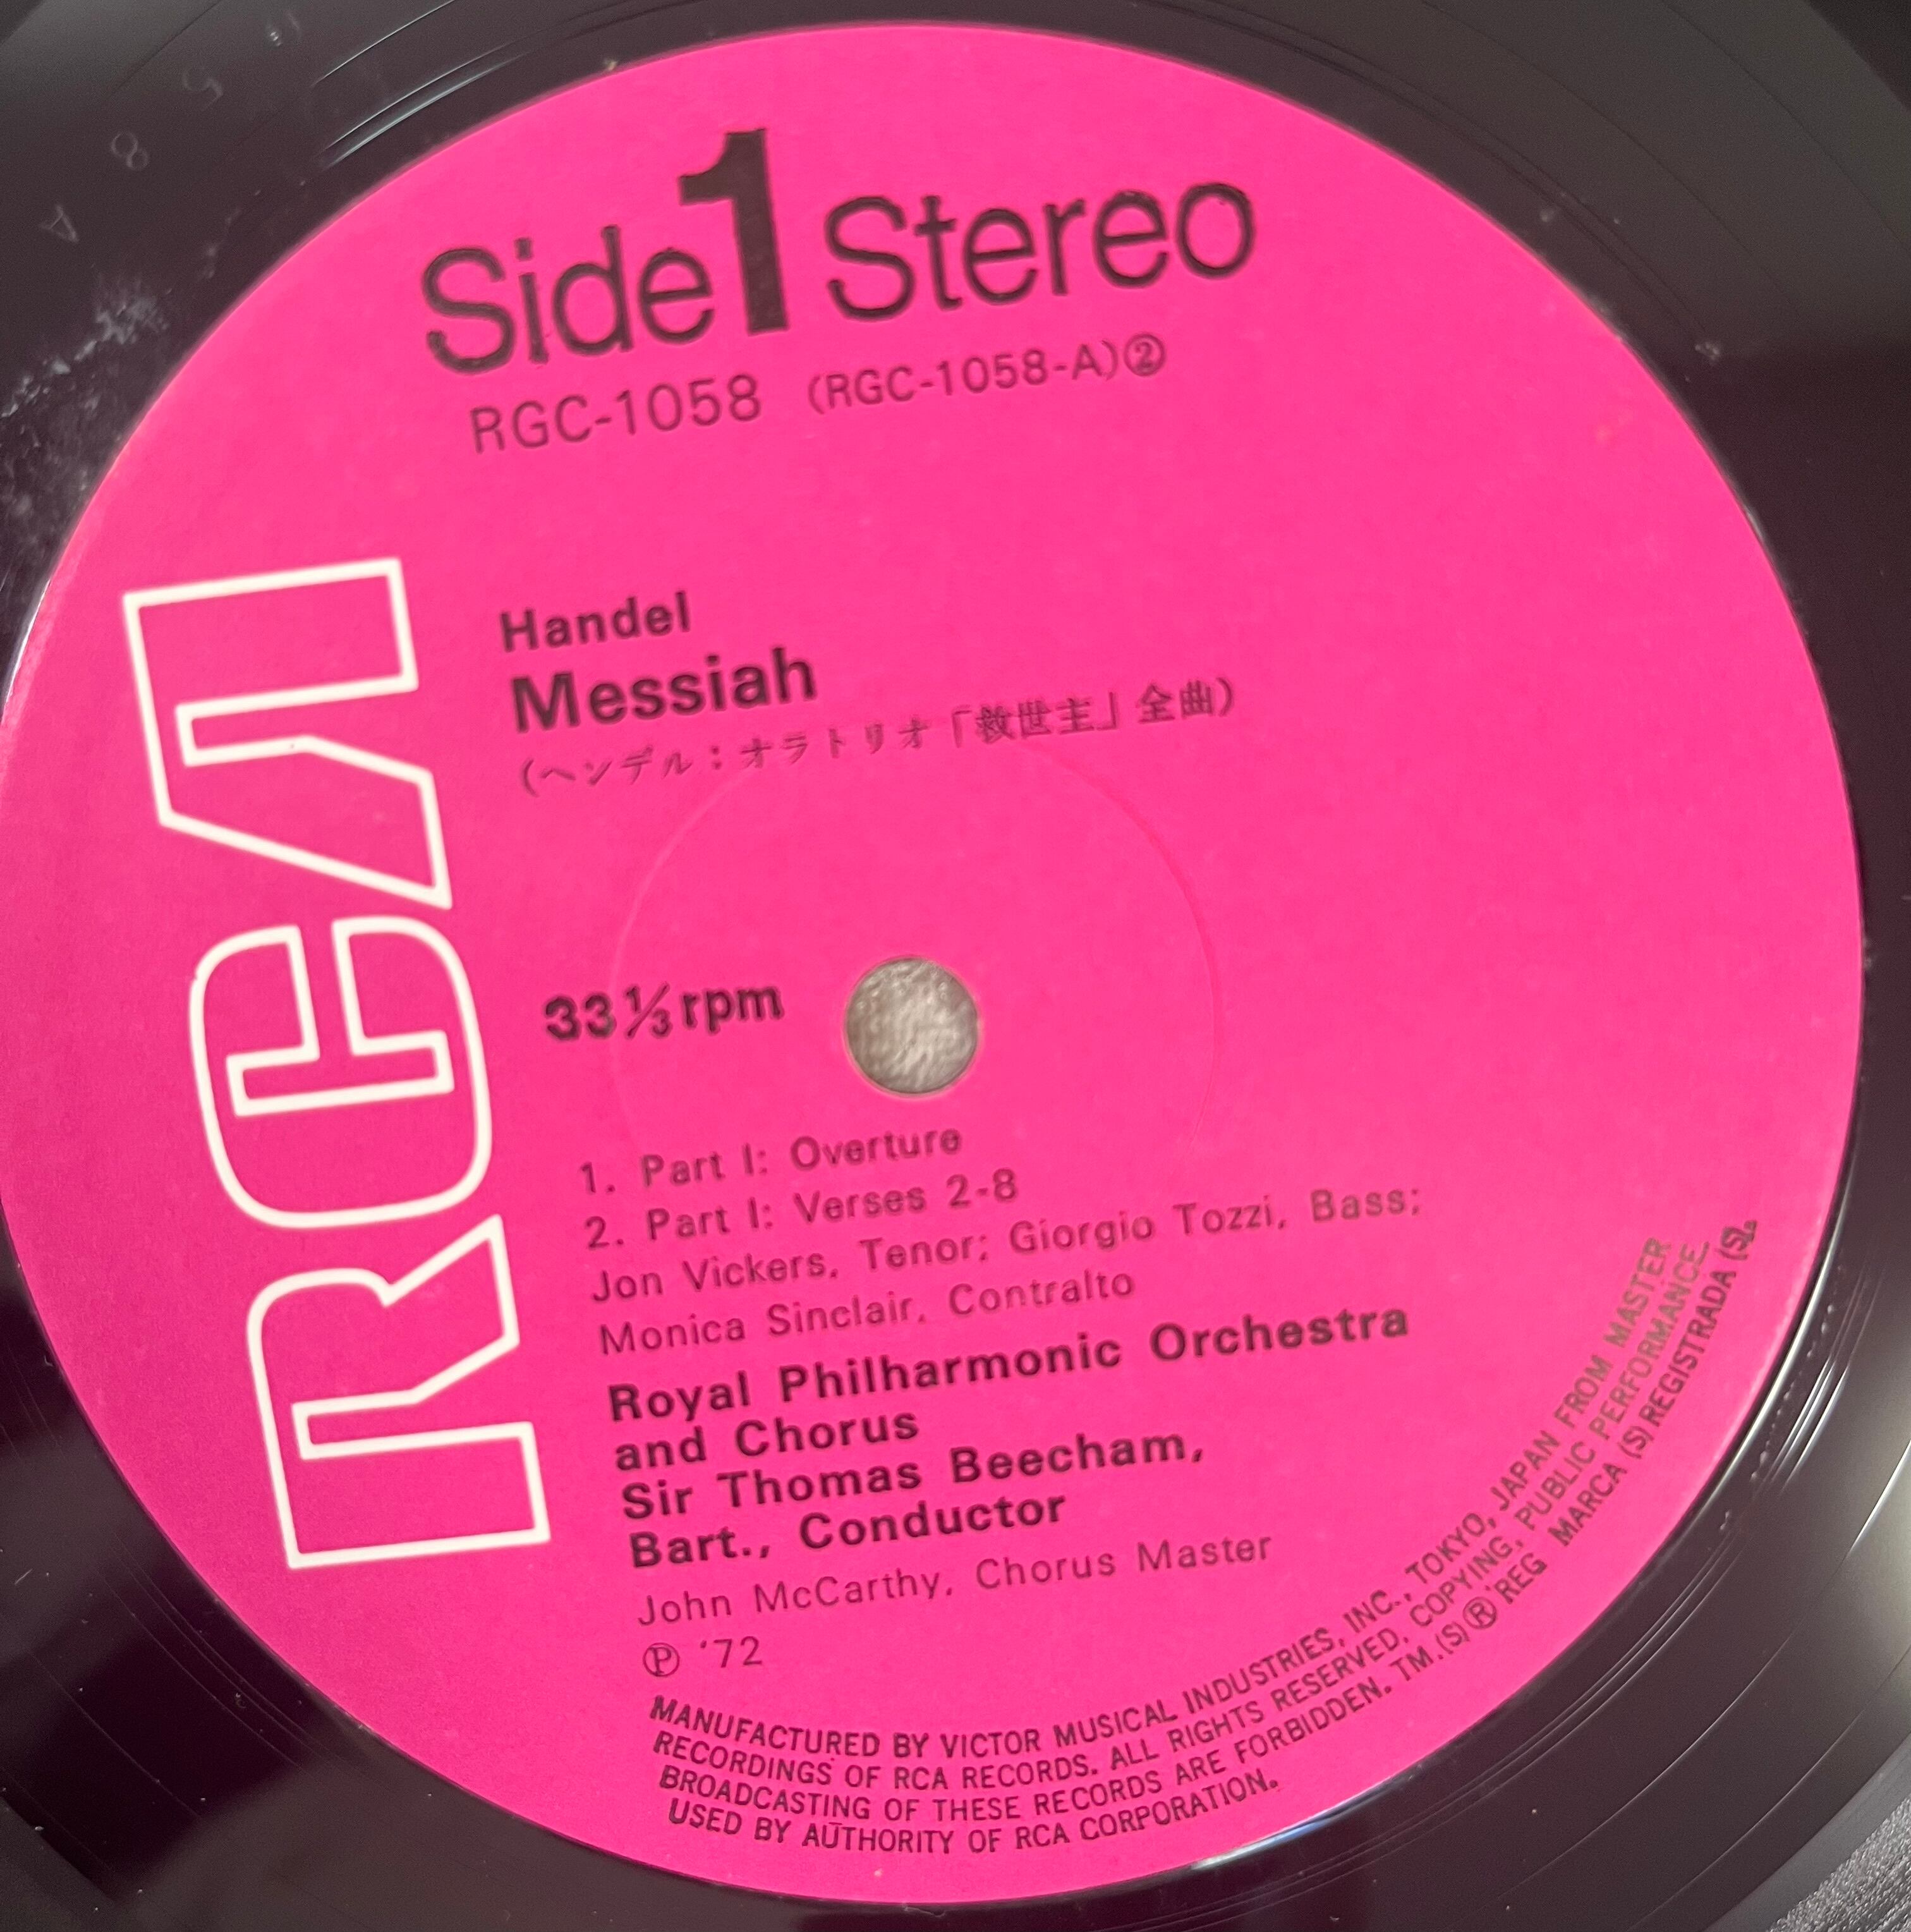 Side 1 Stereo
RGC-1058 (RGC-1058-A)②
RCA
Handel
Messiah
(ヘンデル：オラトリオ「救世主」全曲)
33 1/3 rpm
1. Part I: Overture
2. Part I: Verses 2-8
Jon Vickers, Tenor; Giorgio Tozzi, Bass;
Monica Sinclair, Contralto
Royal Philharmonic Orchestra
and Chorus
Sir Thomas Beecham,
Bart., Conductor
John McCarthy, Chorus Master
Ⓟ '72
MANUFACTURED BY VICTOR MUSICAL INDUSTRIES, INC., TOKYO, JAPAN FROM MASTER
RECORDINGS OF RCA RECORDS. ALL RIGHTS RESERVED, COPYING, PUBLIC PERFORMANCE,
BROADCASTING OF THESE RECORDS ARE FORBIDDEN. TM.(S)® REG MARCA (S) REGISTRADA (S).
USED BY AUTHORITY OF RCA CORPORATION.